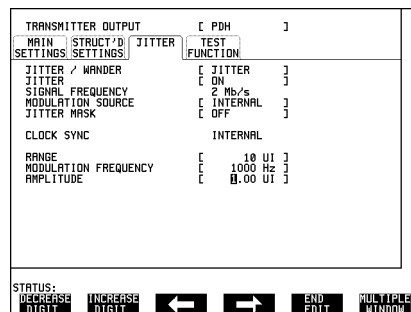 TRANSMITTER OUTPUT [ PDH ]
MAIN SETTINGS STRUCT'D SETTINGS JITTER TEST FUNCTION
JITTER / WANDER [ JITTER ]
JITTER [ ON ]
SIGNAL FREQUENCY 2 Mb/s
MODULATION SOURCE [ INTERNAL ]
JITTER MASK [ OFF ]
CLOCK SYNC INTERNAL
RANGE [ 10 UI ]
MODULATION FREQUENCY [ 1000 Hz ]
AMPLITUDE [ 1.00 UI ]
STATUS:
DECREASE DIGIT INCREASE DIGIT END EDIT MULTIPLE WINDOW